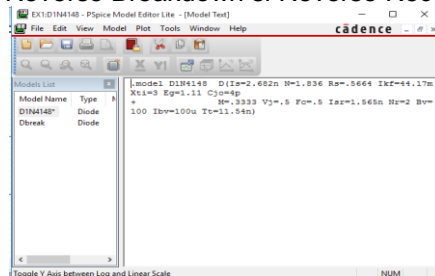 Reverse Breakdown & Reverse Rec
EX1:D1N4148 - PSpice Model Editor Lite - [Model Text]
File Edit View Model Plot Tools Window Help cādence
Models List
Model Name Type M
D1N4148* Diode
Dbreak Diode
.model D1N4148 D(Is=2.682n N=1.836 Rs=.5664 Ikf=44.17m
Xti=3 Eg=1.11 Cjo=4p
+ M=.3333 Vj=.5 Fc=.5 Isr=1.565n Nr=2 Bv=
100 Ibv=100u Tt=11.54n)
Toggle Y Axis between Log and Linear Scale NUM